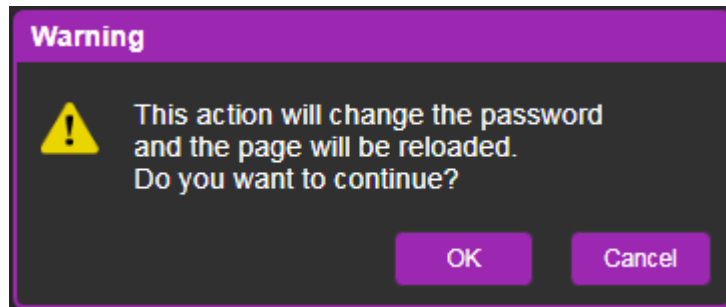 Warning
This action will change the password
and the page will be reloaded.
Do you want to continue?
OK Cancel